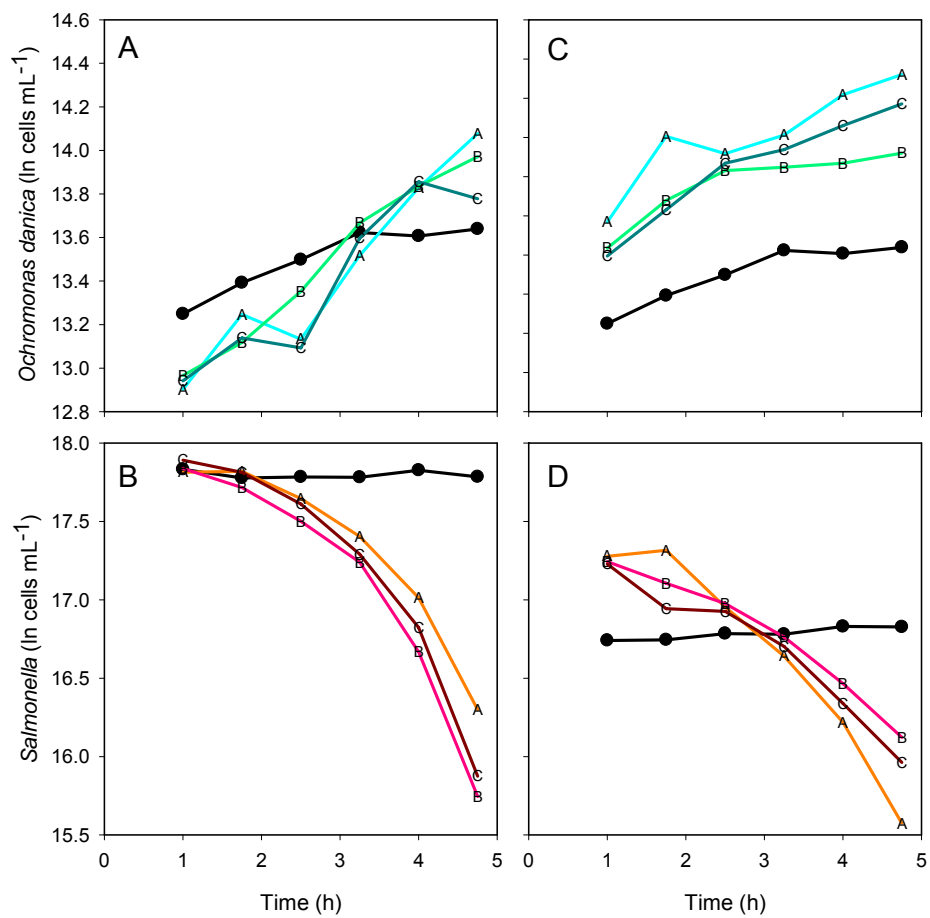 A
C
Ochromonas danica (ln cells mL⁻¹)
14.6
14.4
14.2
14.0
13.8
13.6
13.4
13.2
13.0
12.8
A A A A A A
B B B B B B
C C C C C C
A A A A A A
B B B B B B
C C C C C C
B
D
Salmonella (ln cells mL⁻¹)
18.0
17.5
17.0
16.5
16.0
15.5
A A A A A A
B B B B B B
C C C C C C
A A A A A A
B B B B B B
C C C C C C
0 1 2 3 4 5
0 1 2 3 4 5
Time (h)
Time (h)